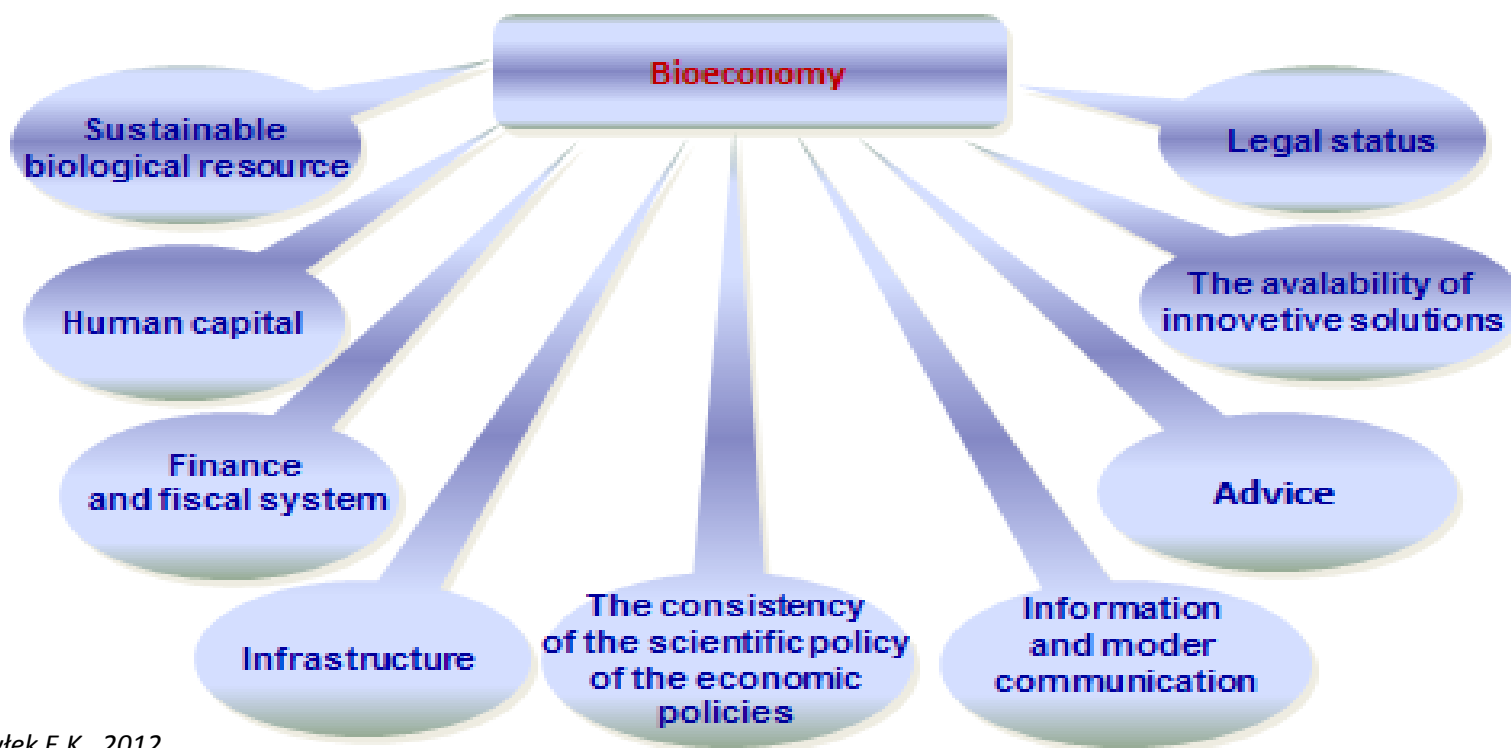 Bioeconomy
Sustainable
biological resource
Legal status
Human capital
The avalability of
innovetive solutions
Finance
and fiscal system
Advice
Infrastructure
The consistency
of the scientific policy
of the economic
policies
Information
and moder
communication
F.K., 2012